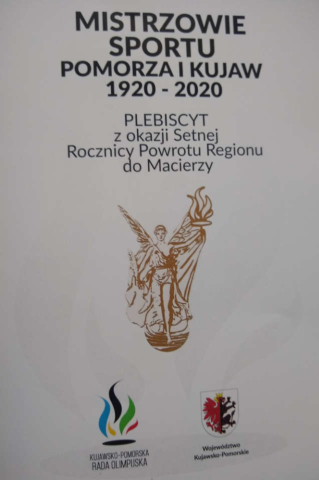 MISTRZOWIE
SPORTU
POMORZA I KUJAW
1920 - 2020
PLEBISCYT
z okazji Setnej
Rocznicy Powrotu Regionu
do Macierzy
KUJAWSKO-POMORSKA
RADA OLIMPIJSKA
Województwo
Kujawsko-Pomorskie